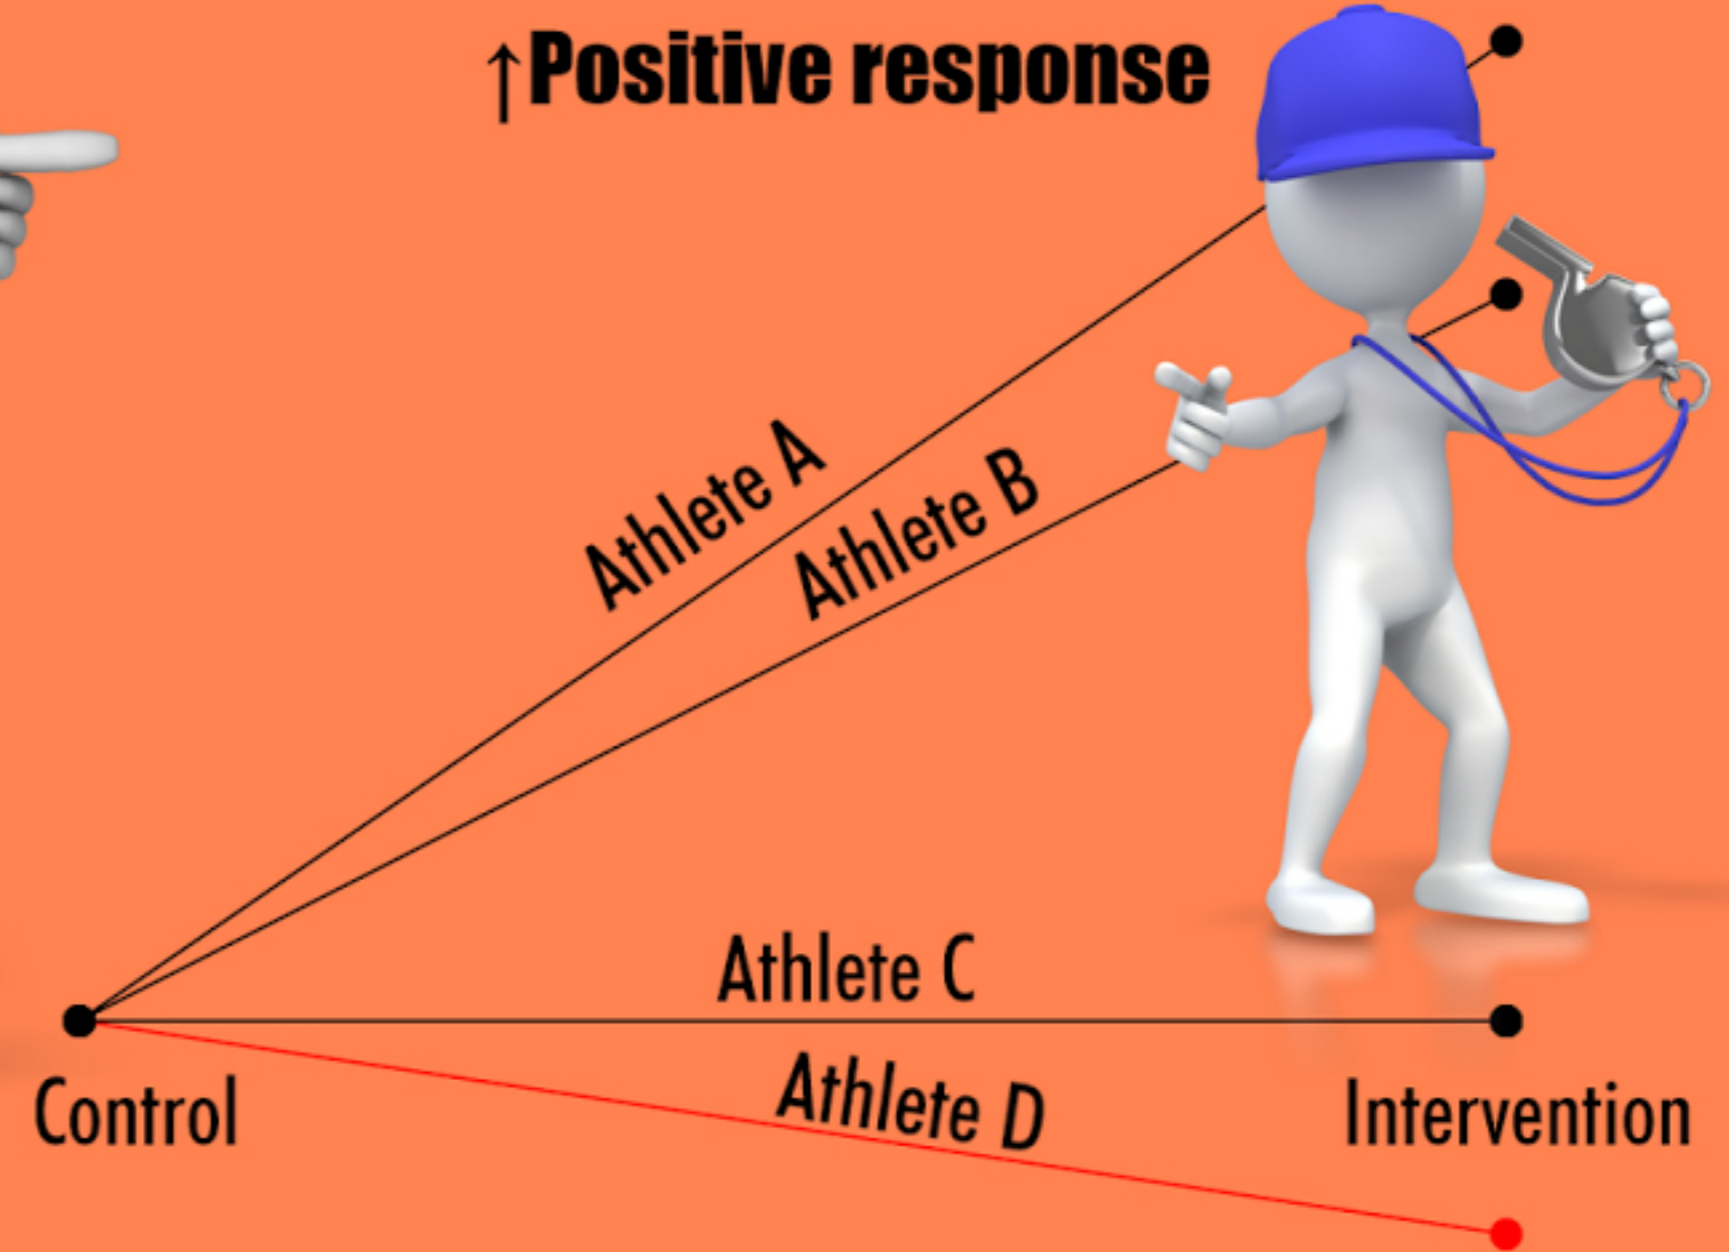 ↑Positive response
Athlete A
Athlete B
Athlete C
Athlete D
Control
Intervention